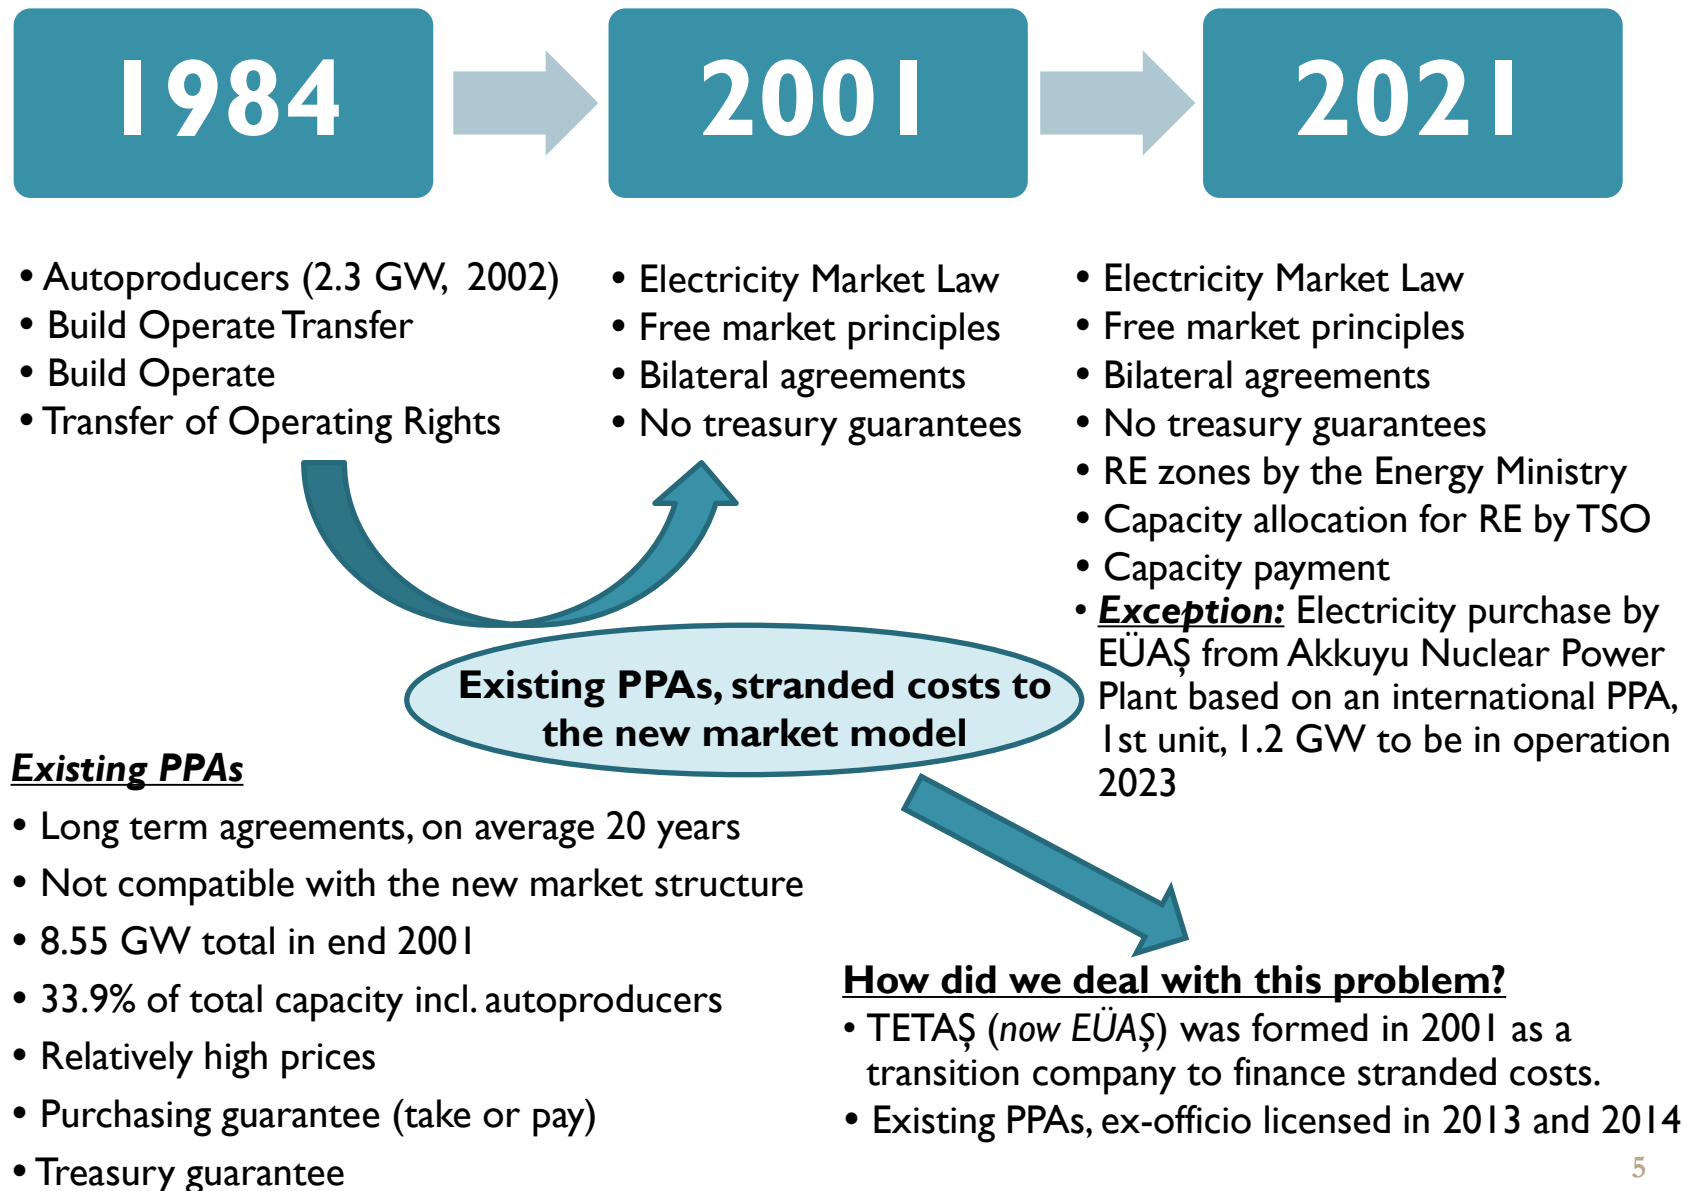 1984
2001
2021
• Autoproducers (2.3 GW, 2002)
• Build Operate Transfer
• Build Operate
• Transfer of Operating Rights
• Electricity Market Law
• Free market principles
• Bilateral agreements
• No treasury guarantees
• Electricity Market Law
• Free market principles
• Bilateral agreements
• No treasury guarantees
• RE zones by the Energy Ministry
• Capacity allocation for RE by TSO
• Capacity payment
• Exception: Electricity purchase by
EÜAŞ from Akkuyu Nuclear Power
Plant based on an international PPA,
1st unit, 1.2 GW to be in operation
2023
Existing PPAs, stranded costs to
the new market model
Existing PPAs
• Long term agreements, on average 20 years
• Not compatible with the new market structure
• 8.55 GW total in end 2001
• 33.9% of total capacity incl. autoproducers
• Relatively high prices
• Purchasing guarantee (take or pay)
• Treasury guarantee
How did we deal with this problem?
• TETAŞ (now EÜAŞ) was formed in 2001 as a
transition company to finance stranded costs.
• Existing PPAs, ex-officio licensed in 2013 and 2014
5